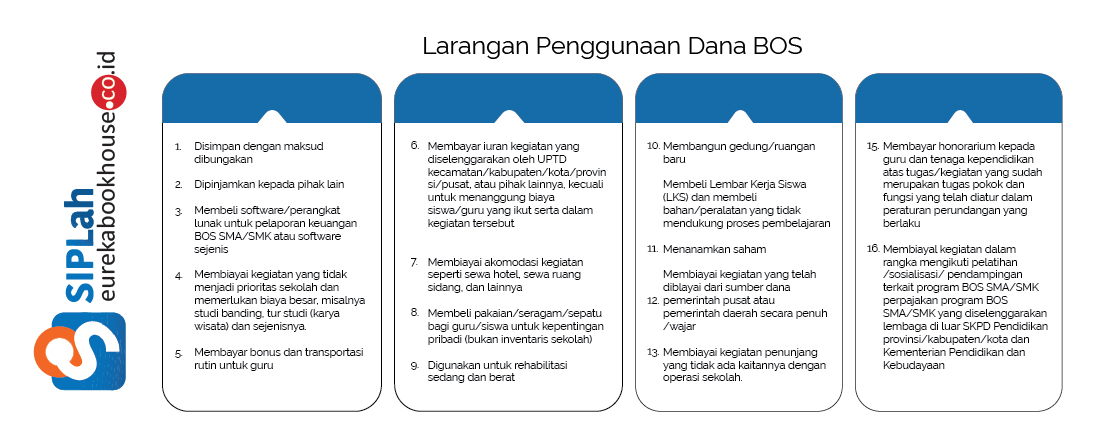 Larangan Penggunaan Dana BOS
SIPLah
eurekabookhouse.co.id
1. Disimpan dengan maksud
dibungakan
2. Dipinjamkan kepada pihak lain
3. Membeli software/perangkat
lunak untuk pelaporan keuangan
BOS SMA/SMK atau software
sejenis
4. Membiayai kegiatan yang tidak
menjadi prioritas sekolah dan
memerlukan biaya besar, misalnya
studi banding, tur studi (karya
wisata) dan sejenisnya.
5. Membayar bonus dan transportasi
rutin untuk guru
6. Membayar iuran kegiatan yang
diselenggarakan oleh UPTD
kecamatan/kabupaten/kota/provin
si/pusat, atau pihak lainnya, kecuali
untuk menanggung biaya
siswa/guru yang ikut serta dalam
kegiatan tersebut
7. Membiayai akomodasi kegiatan
seperti sewa hotel, sewa ruang
sidang, dan lainnya
8. Membeli pakaian/seragam/sepatu
bagi guru/siswa untuk kepentingan
pribadi (bukan inventaris sekolah)
9. Digunakan untuk rehabilitasi
sedang dan berat
10. Membangun gedung/ruangan
baru
Membeli Lembar Kerja Siswa
(LKS) dan membeli
bahan/peralatan yang tidak
mendukung proses pembelajaran
11. Menanamkan saham
Membiayai kegiatan yang telah
diblayai dari sumber dana
12. pemerintah pusat atau
pemerintah daerah secara penuh
/wajar
13. Membiayai kegiatan penunjang
yang tidak ada kaitannya dengan
operasi sekolah.
15. Membayar honorarium kepada
guru dan tenaga kependidikan
atas tugas/kegiatan yang sudah
merupakan tugas pokok dan
fungsi yang telah diatur dalam
peraturan perundangan yang
berlaku
16. Membiayal kegiatan dalam
rangka mengikuti pelatihan
/sosialisasi/ pendampingan
terkait program BOS SMA/SMK
perpajakan program BOS
SMA/SMK yang diselenggarakan
lembaga di luar SKPD Pendidikan
provinsi/kabupaten/kota dan
Kementerian Pendidikan dan
Kebudayaan